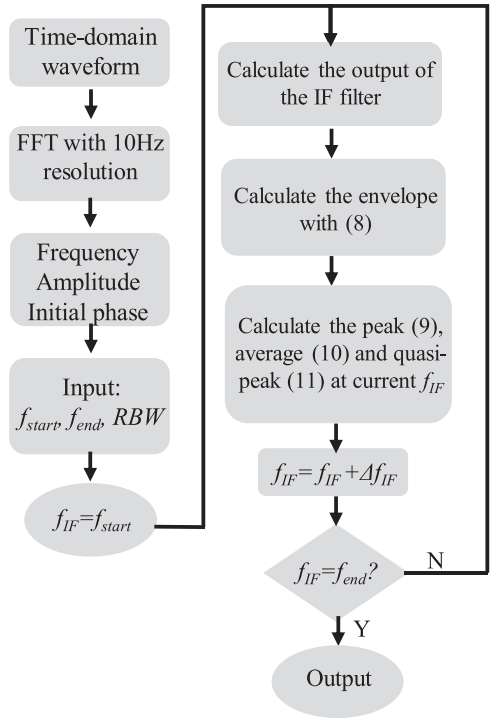 Time-domain
waveform
FFT with 10Hz
resolution
Frequency
Amplitude
Initial phase
Input:
fstart, fend, RBW
fIF=fstart
Calculate the output of
the IF filter
Calculate the envelope
with (8)
Calculate the peak (9),
average (10) and quasi-
peak (11) at current fIF
fIF=fIF+ΔfIF
fIF=fend?
N
Y
Output